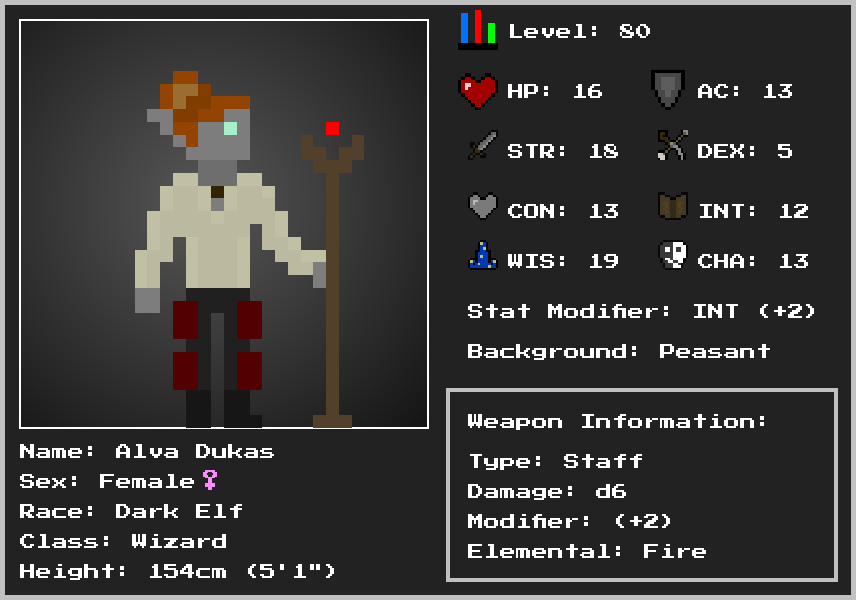 Level: 80
HP: 16 AC: 13
STR: 18 DEX: 5
CON: 13 INT: 12
WIS: 19 CHA: 13
Stat Modifier: INT (+2)
Background: Peasant
Weapon Information:
Type: Staff
Damage: d6
Modifier: (+2)
Elemental: Fire
Name: Alva Dukas
Sex: Female♀
Race: Dark Elf
Class: Wizard
Height: 154cm (5'1")